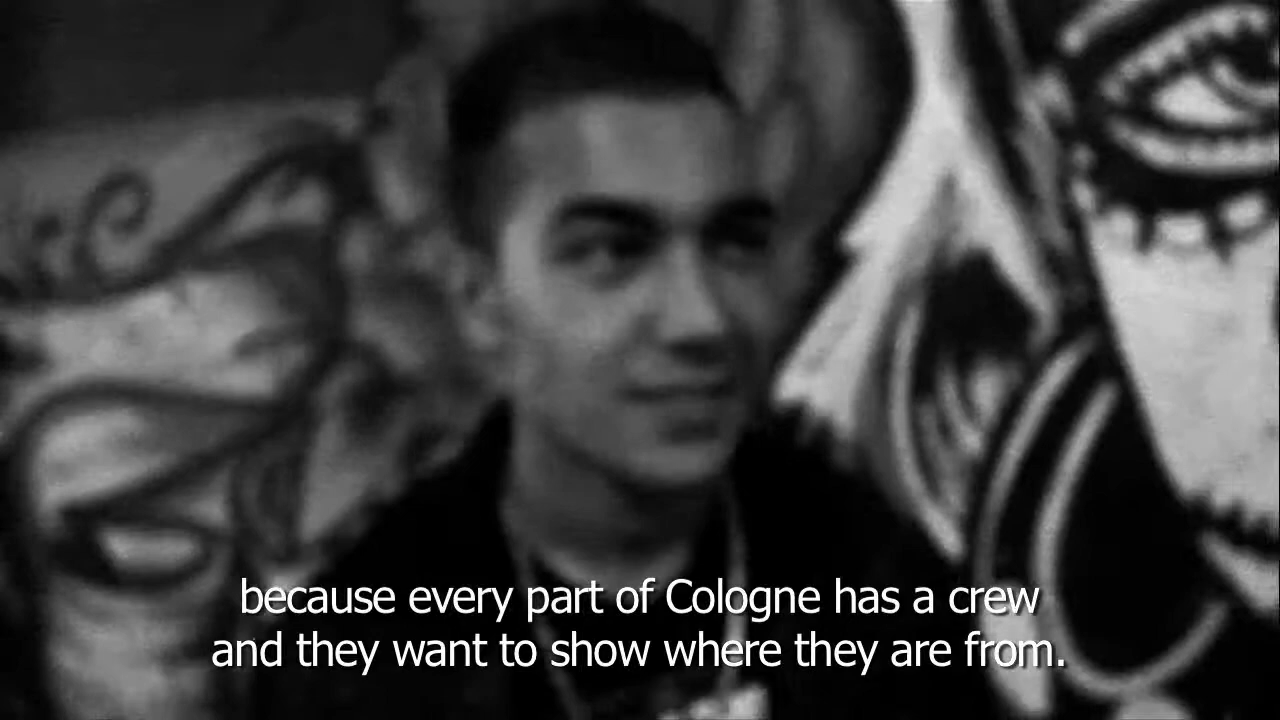 because every part of Cologne has a crew
and they want to show where they are from.